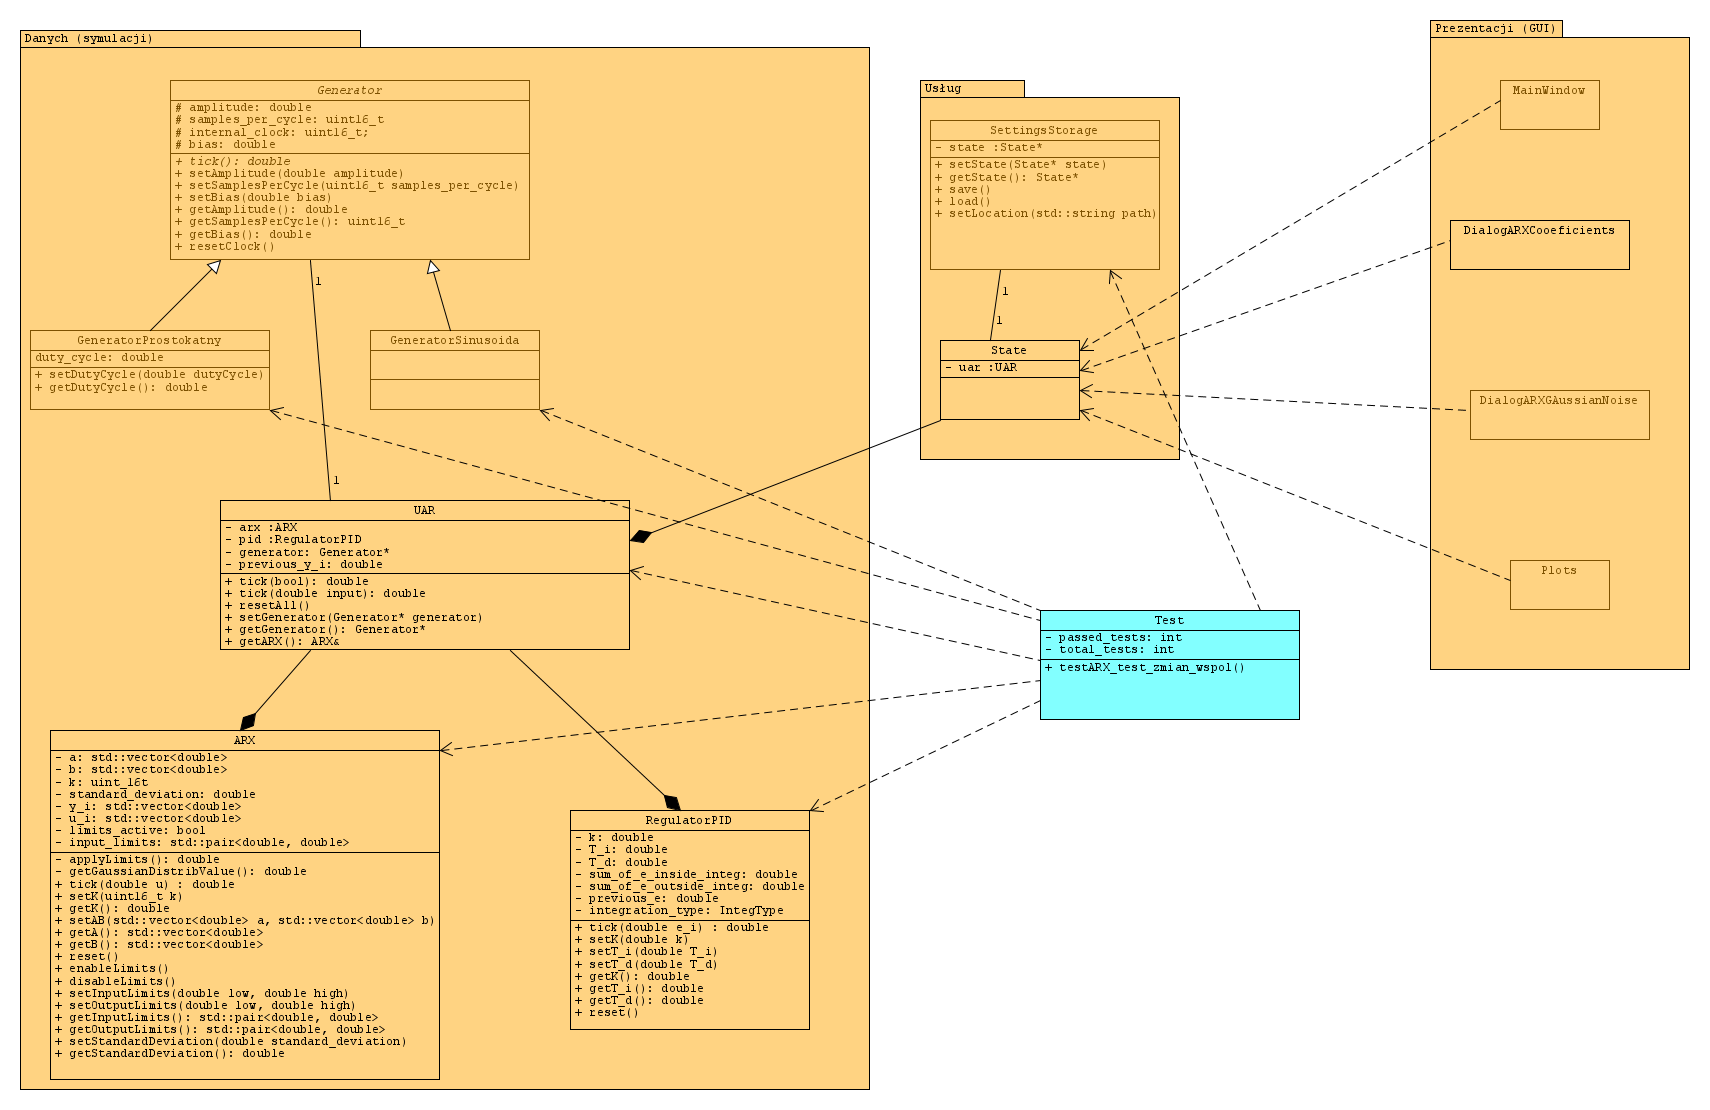 Danych (symulacji)
Generator
# amplitude: double
# samples_per_cycle: uint16_t
# internal_clock: uint16_t;
# bias: double
+ tick(): double
+ setAmplitude(double amplitude)
+ setSamplesPerCycle(uint16_t samples_per_cycle)
+ setBias(double bias)
+ getAmplitude(): double
+ getSamplesPerCycle(): uint16_t
+ getBias(): double
+ resetClock()
1
GeneratorProstokatny
duty_cycle: double
+ setDutyCycle(double dutyCycle)
+ getDutyCycle(): double
GeneratorSinusoida
1
UAR
- arx :ARX
- pid :RegulatorPID
- generator: Generator*
- previous_y_i: double
+ tick(bool): double
+ tick(double input): double
+ resetAll()
+ setGenerator(Generator* generator)
+ getGenerator(): Generator*
+ getARX(): ARX&
ARX
- a: std::vector<double>
- b: std::vector<double>
- k: uint_16t
- standard_deviation: double
- y_i: std::vector<double>
- u_i: std::vector<double>
- limits_active: bool
- input_limits: std::pair<double, double>
- applyLimits(): double
- getGaussianDistribValue(): double
+ tick(double u) : double
+ setK(uint16_t k)
+ getK(): double
+ setAB(std::vector<double> a, std::vector<double> b)
+ getA(): std::vector<double>
+ getB(): std::vector<double>
+ reset()
+ enableLimits()
+ disableLimits()
+ setInputLimits(double low, double high)
+ setOutputLimits(double low, double high)
+ getInputLimits(): std::pair<double, double>
+ getOutputLimits(): std::pair<double, double>
+ setStandardDeviation(double standard_deviation)
+ getStandardDeviation(): double
RegulatorPID
- k: double
- T_i: double
- T_d: double
- sum_of_e_inside_integ: double
- sum_of_e_outside_integ: double
- previous_e: double
- integration_type: IntegType
+ tick(double e_i) : double
+ setK(double k)
+ setT_i(double T_i)
+ setT_d(double T_d)
+ getK(): double
+ getT_i(): double
+ getT_d(): double
+ reset()
Usług
SettingsStorage
- state :State*
+ setState(State* state)
+ getState(): State*
+ save()
+ load()
+ setLocation(std::string path)
1
1
State
- uar :UAR
Test
- passed_tests: int
- total_tests: int
+ testARX_test_zmian_wspol()
Prezentacji (GUI)
MainWindow
DialogARXCooeficients
DialogARXGAussianNoise
Plots